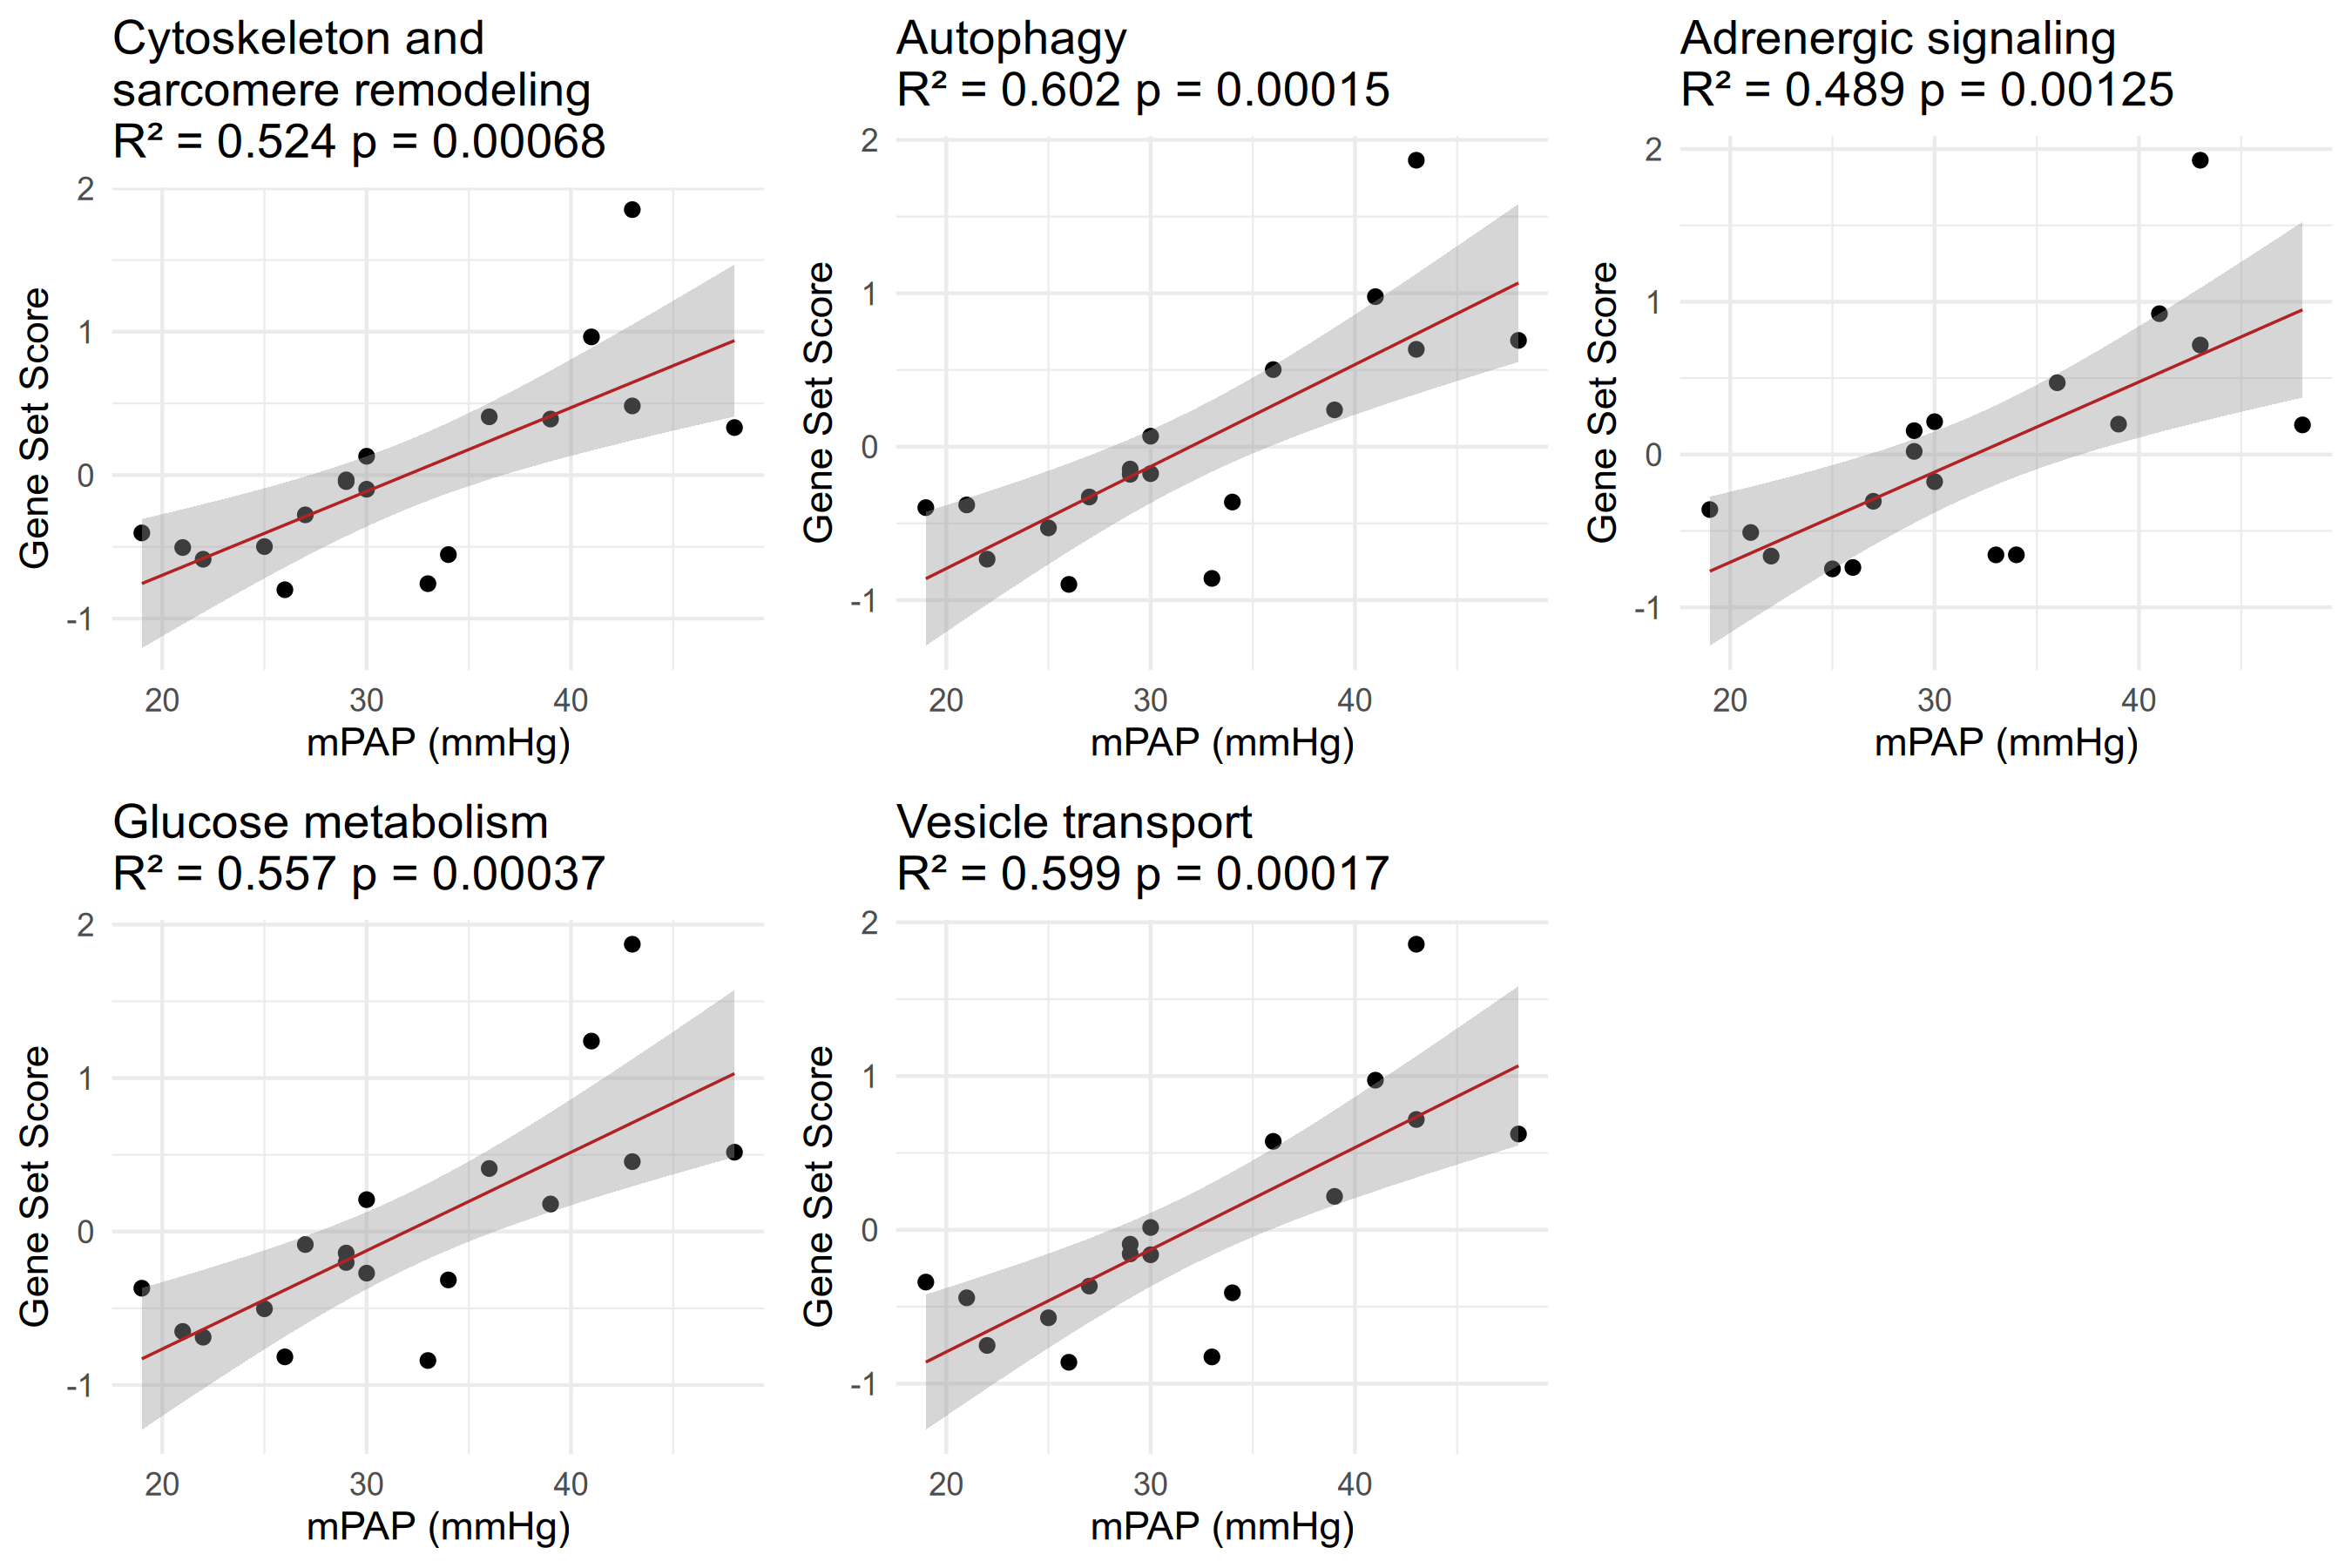 Cytoskeleton and
sarcomere remodeling
R² = 0.524 p = 0.00068
2
1
0
-1
Gene Set Score
20 30 40
mPAP (mmHg)
Autophagy
R² = 0.602 p = 0.00015
2
1
0
-1
Gene Set Score
20 30 40
mPAP (mmHg)
Adrenergic signaling
R² = 0.489 p = 0.00125
2
1
0
-1
Gene Set Score
20 30 40
mPAP (mmHg)
Glucose metabolism
R² = 0.557 p = 0.00037
2
1
0
-1
Gene Set Score
20 30 40
mPAP (mmHg)
Vesicle transport
R² = 0.599 p = 0.00017
2
1
0
-1
Gene Set Score
20 30 40
mPAP (mmHg)